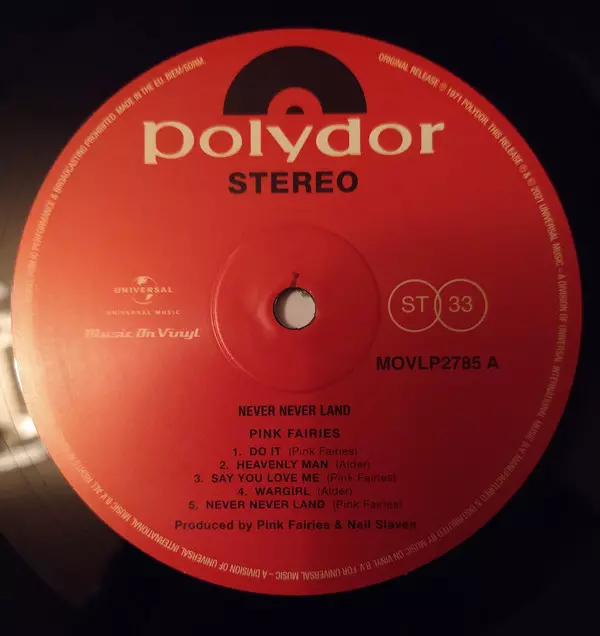 polydor
STEREO
UNIVERSAL
UNIVERSAL MUSIC
Music On Vinyl
ST 33
MOVLP2785 A
NEVER NEVER LAND
PINK FAIRIES
1. DO IT (Pink Fairies)
2. HEAVENLY MAN (Alder)
3. SAY YOU LOVE ME (Pink Fairies)
4. WARGIRL (Alder)
5. NEVER NEVER LAND (Pink Fairies)
Produced by Pink Fairies & Neil Slaven
ORIGINAL RELEASE ℗ 1971 POLYDOR. THIS RELEASE ℗ & © 2021 UNIVERSAL MUSIC – A DIVISION OF UNIVERSAL INTERNATIONAL MUSIC B.V. MANUFACTURED & DISTRIBUTED BY MUSIC ON VINYL B.V. FOR UNIVERSAL MUSIC – A DIVISION OF UNIVERSAL INTERNATIONAL MUSIC B.V. ALL RIGHTS PERFORMANCE & BROADCASTING PROHIBITED. MADE IN THE EU. BIEM/SDRM.